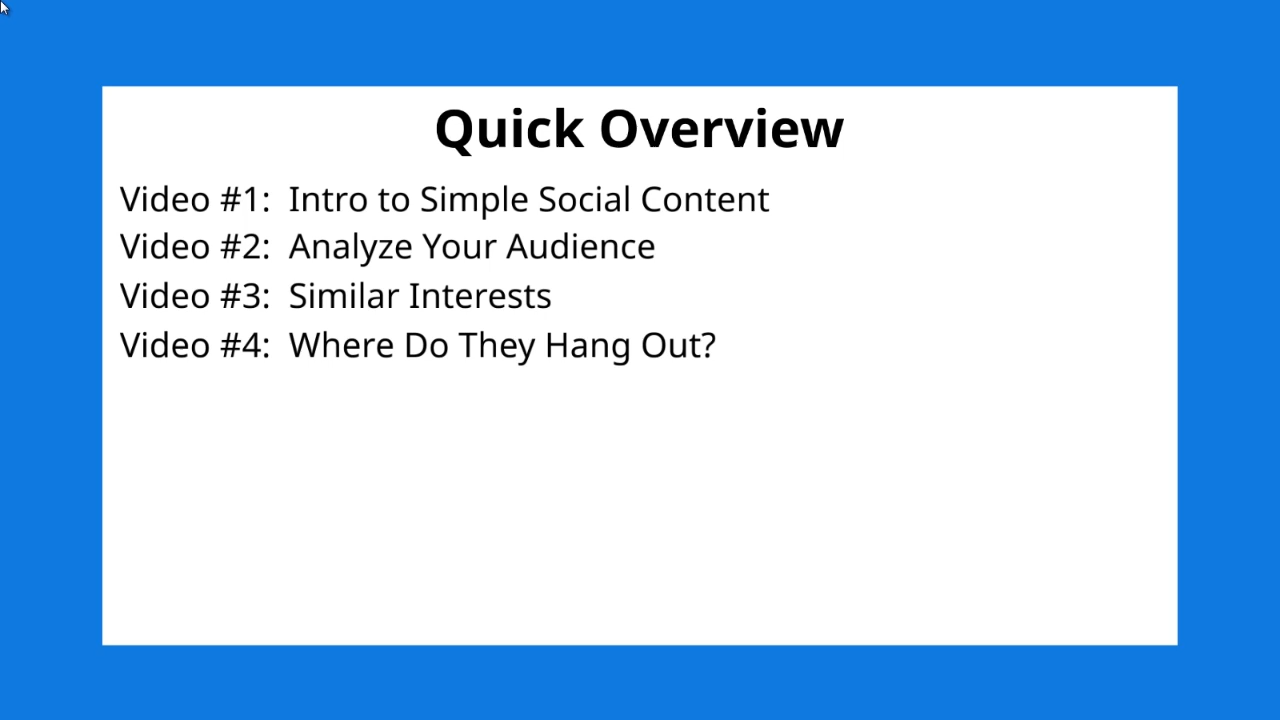 Quick Overview
Video #1: Intro to Simple Social Content
Video #2: Analyze Your Audience
Video #3: Similar Interests
Video #4: Where Do They Hang Out?